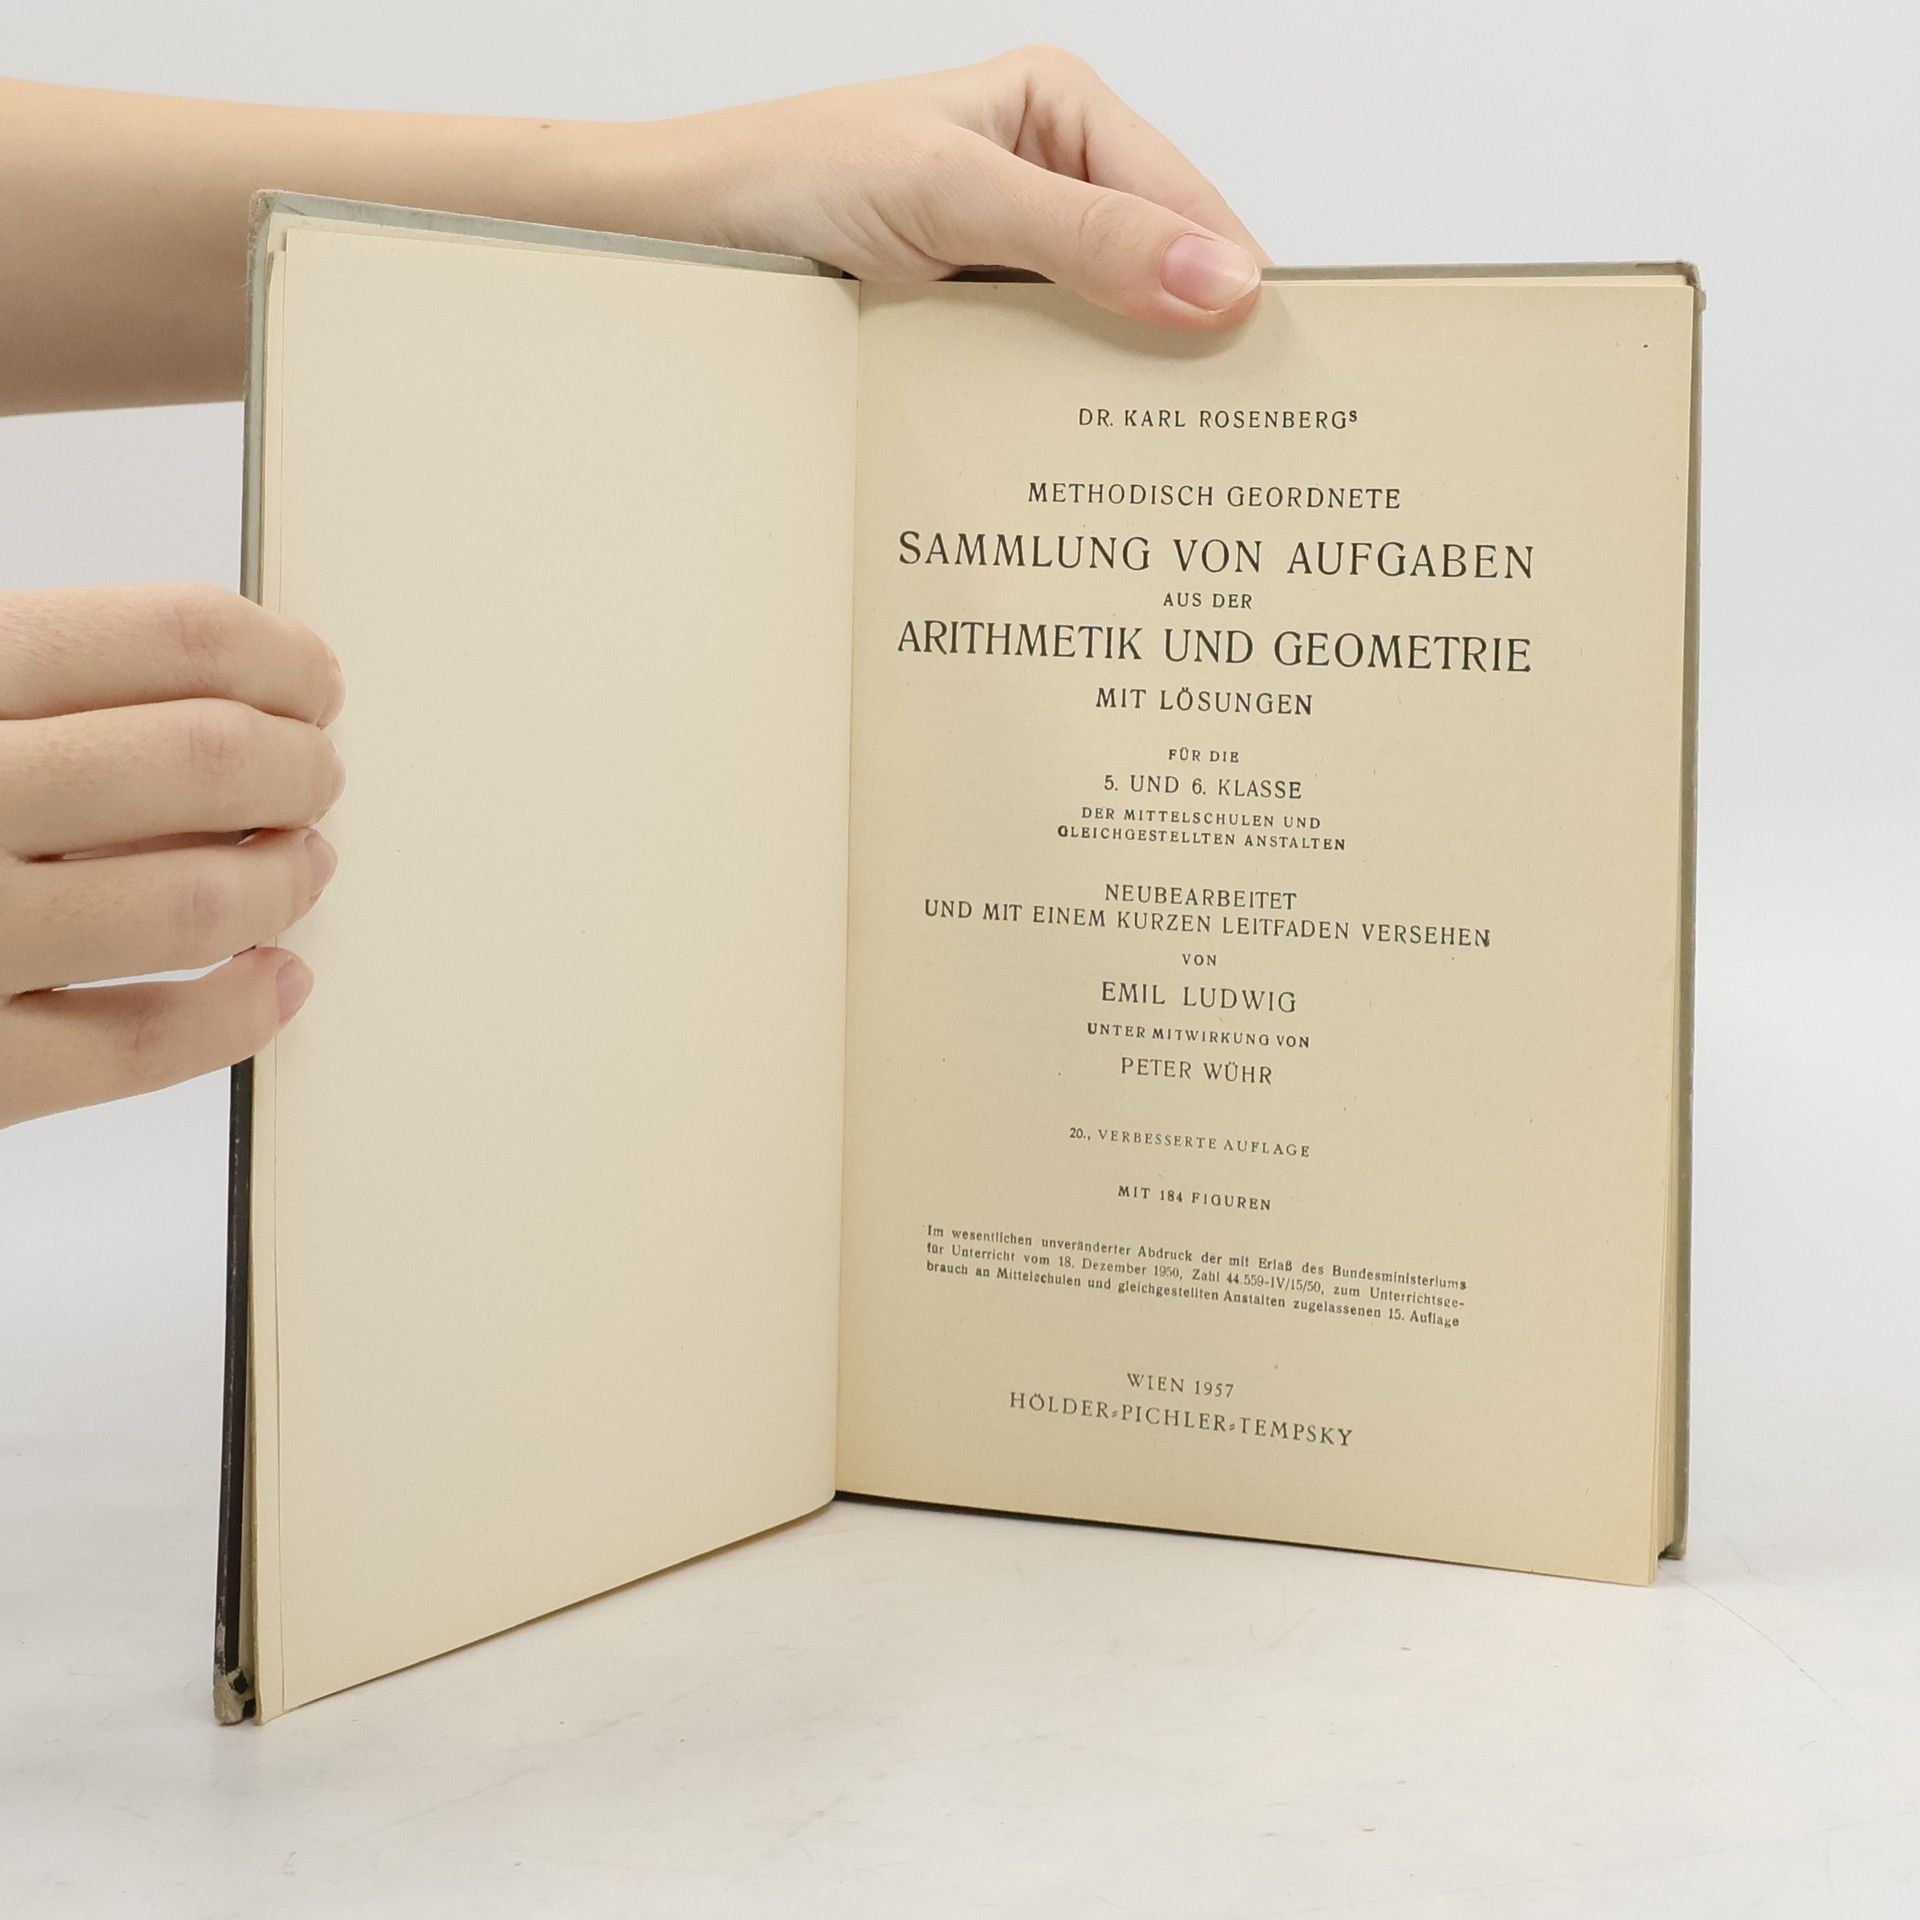 DR. KARL ROSENBERGs
METHODISCH GEORDNETE
SAMMLUNG VON AUFGABEN
AUS DER
ARITHMETIK UND GEOMETRIE
MIT LÖSUNGEN
FÜR DIE
5. UND 6. KLASSE
DER MITTELSCHULEN UND
GLEICHGESTELLTEN ANSTALTEN
NEUBEARBEITET
UND MIT EINEM KURZEN LEITFADEN VERSEHEN
VON
EMIL LUDWIG
UNTER MITWIRKUNG VON
PETER WÜHR
20., VERBESSERTE AUFLAGE
MIT 184 FIGUREN
Im wesentlichen unveränderter Abdruck der mit Erlaß des Bundesministeriums
für Unterricht vom 18. Dezember 1950, Zahl 44.559-IV/15/50, zum Unterrichtsge-
brauch an Mittelschulen und gleichgestellten Anstalten zugelassenen 15. Auflage
WIEN 1957
HÖLDER-PICHLER-TEMPSKY